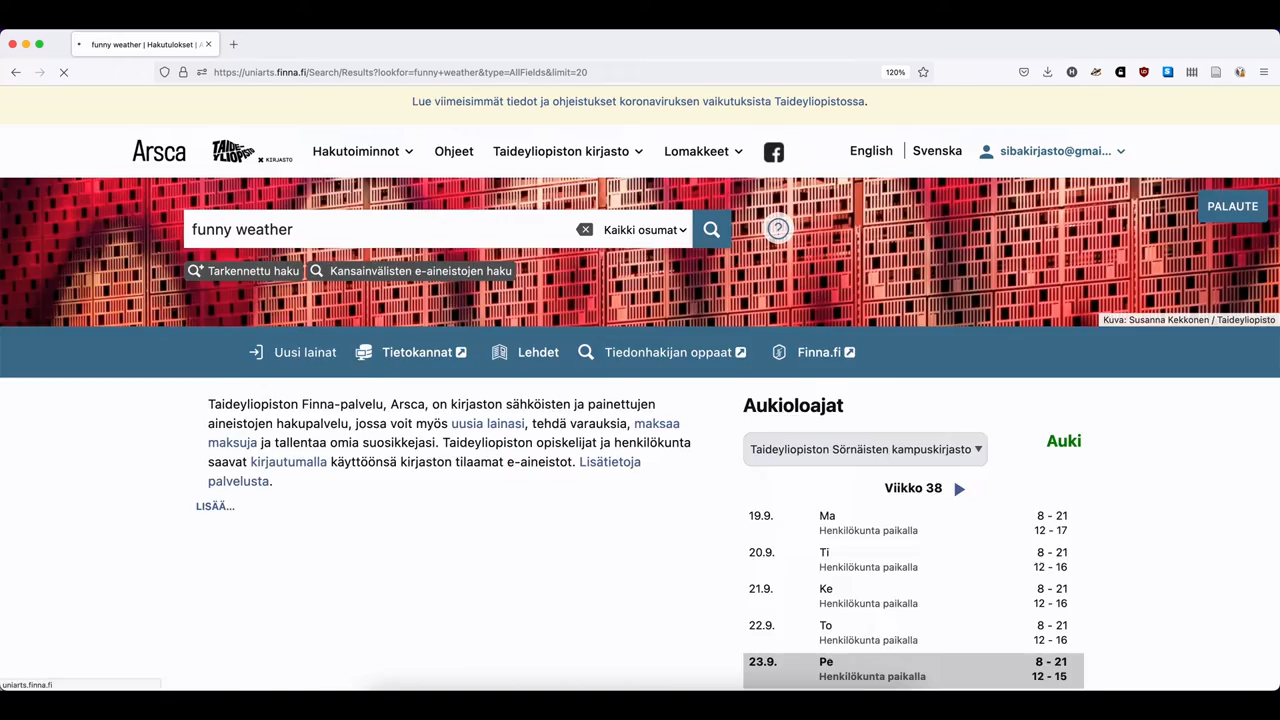 funny weather | Hakutulokset |
https://uniarts.finna.fi/Search/Results?lookfor=funny+weather&type=AllFields&limit=20
120%
Lue viimeisimmät tiedot ja ohjeistukset koronaviruksen vaikutuksista Taideyliopistossa.
Arsca
TAIDE-
YLIOPISTO
x KIRJASTO
Hakutoiminnot
Ohjeet
Taideyliopiston kirjasto
Lomakkeet
English
Svenska
sibakirjasto@gmai...
PALAUTE
funny weather
Kaikki osumat
Tarkennettu haku
Kansainvälisten e-aineistojen haku
Kuva: Susanna Kekkonen / Taideyliopisto
Uusi lainat
Tietokannat
Lehdet
Tiedonhakijan oppaat
Finna.fi
Taideyliopiston Finna-palvelu, Arsca, on kirjaston sähköisten ja painettujen
aineistojen hakupalvelu, jossa voit myös uusia lainasi, tehdä varauksia, maksaa
maksuja ja tallentaa omia suosikkejasi. Taideyliopiston opiskelijat ja henkilökunta
saavat kirjautumalla käyttöönsä kirjaston tilaamat e-aineistot. Lisätietoja
palvelusta.
LISÄÄ...
Aukioloajat
Taideyliopiston Sörnäisten kampuskirjasto
Auki
Viikko 38
19.9. Ma 8 - 21
Henkilökunta paikalla 12 - 17
20.9. Ti 8 - 21
Henkilökunta paikalla 12 - 16
21.9. Ke 8 - 21
Henkilökunta paikalla 12 - 16
22.9. To 8 - 21
Henkilökunta paikalla 12 - 16
23.9. Pe 8 - 21
Henkilökunta paikalla 12 - 15
uniarts.finna.fi